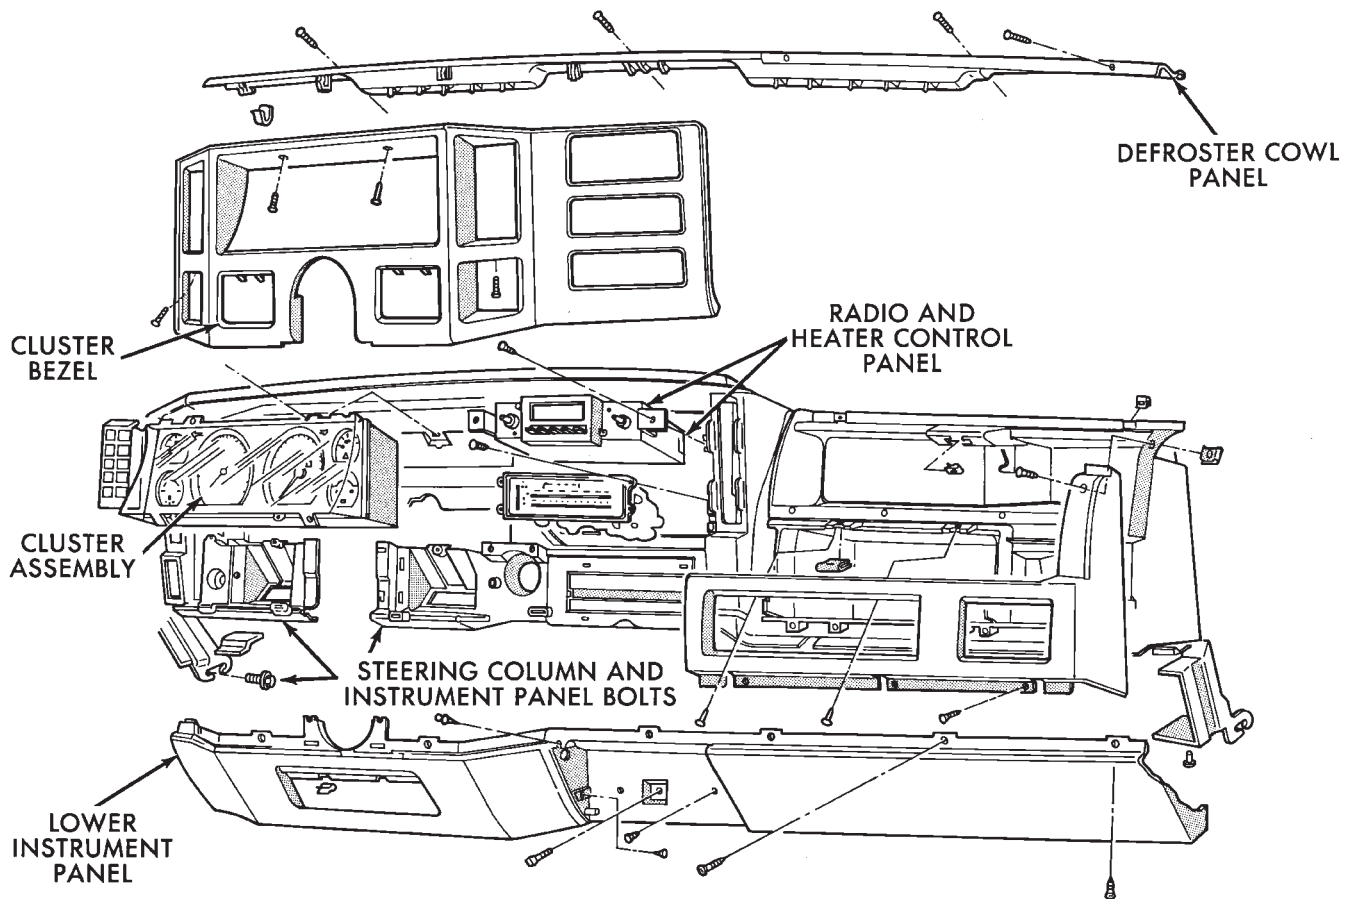 DEFROSTER COWL
PANEL
RADIO AND
HEATER CONTROL
PANEL
CLUSTER
BEZEL
CLUSTER
ASSEMBLY
STEERING COLUMN AND
INSTRUMENT PANEL BOLTS
LOWER
INSTRUMENT
PANEL